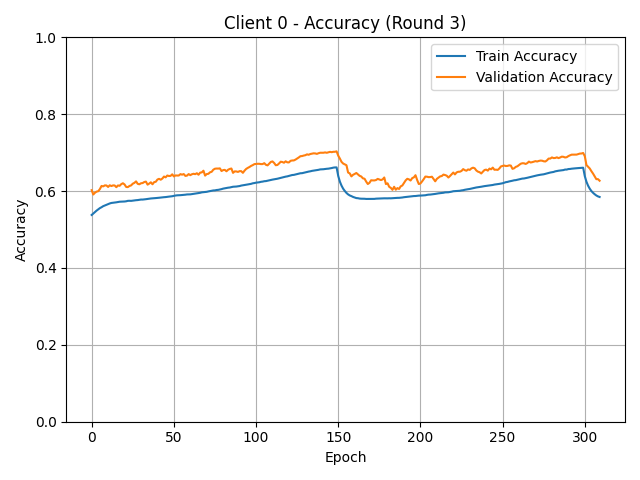 Client 0 - Accuracy (Round 3)
Train Accuracy
Validation Accuracy
1.0
0.8
0.6
0.4
0.2
0.0
Accuracy
0 50 100 150 200 250 300
Epoch